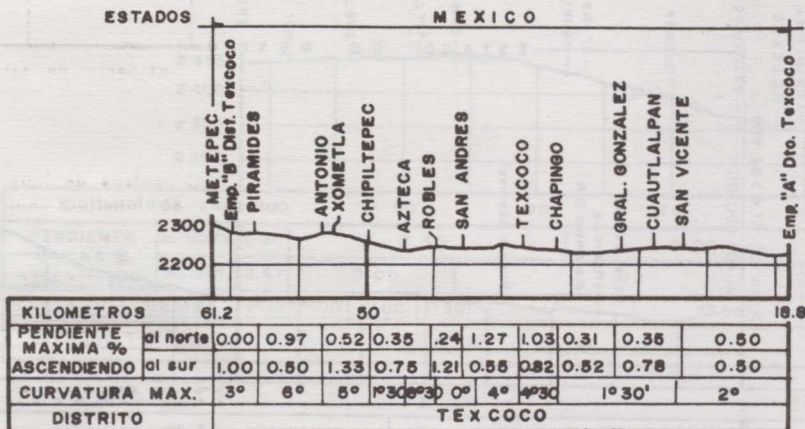 ESTADOS MEXICO
METEPEC
Emp. "B" Dist. Texcoco
PIRAMIDES
ANTONIO
XOMETLA
CHIPILTEPEC
AZTECA
ROBLES
SAN ANDRES
TEXCOCO
CHAPINGO
GRAL. GONZALEZ
CUAUTLALPAN
SAN VICENTE
Emp. "A" Dto. Texcoco
2300
2200
KILOMETROS 61.2 50 18.8
PENDIENTE MAXIMA % ASCENDIENDO
al norte 0.00 0.97 0.52 0.35 .24 1.27 1.03 0.31 0.35 0.50
al sur 1.00 0.50 1.33 0.75 1.21 0.55 0.82 0.52 0.78 0.50
CURVATURA MAX. 3° 6° 5° 1°30 6°30 0° 4° 4°30 1°30' 2°
DISTRITO TEXCOCO